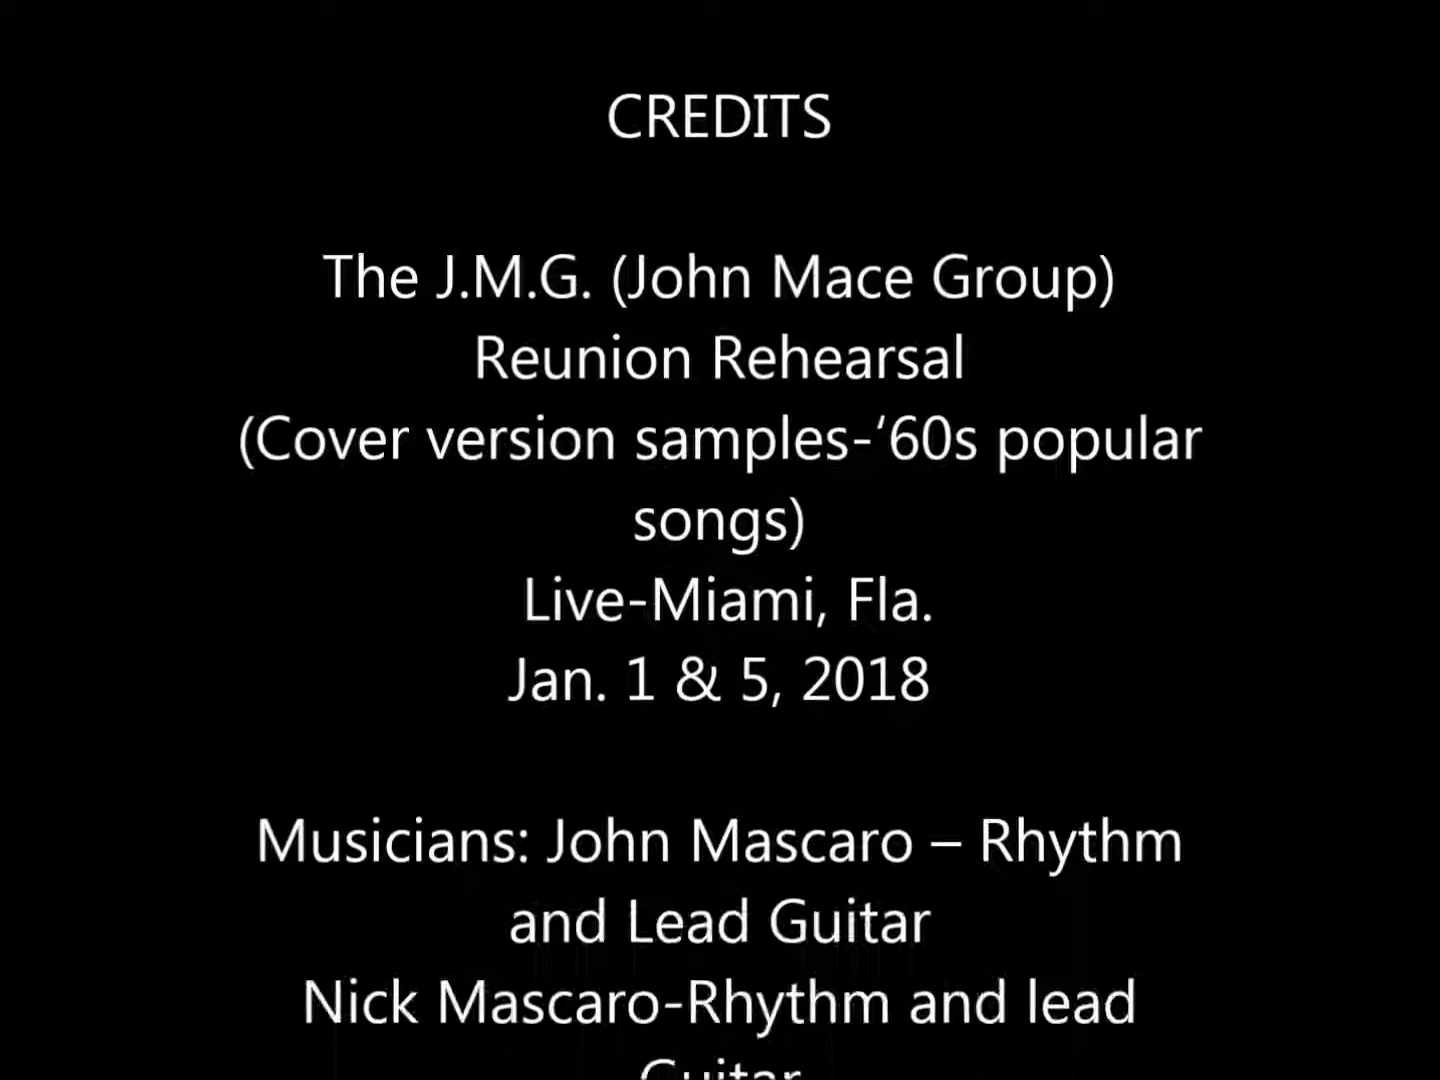 CREDITS
The J.M.G. (John Mace Group)
Reunion Rehearsal
(Cover version samples-‘60s popular
songs)
Live-Miami, Fla.
Jan. 1 & 5, 2018
Musicians: John Mascaro – Rhythm
and Lead Guitar
Nick Mascaro-Rhythm and lead
Guitar